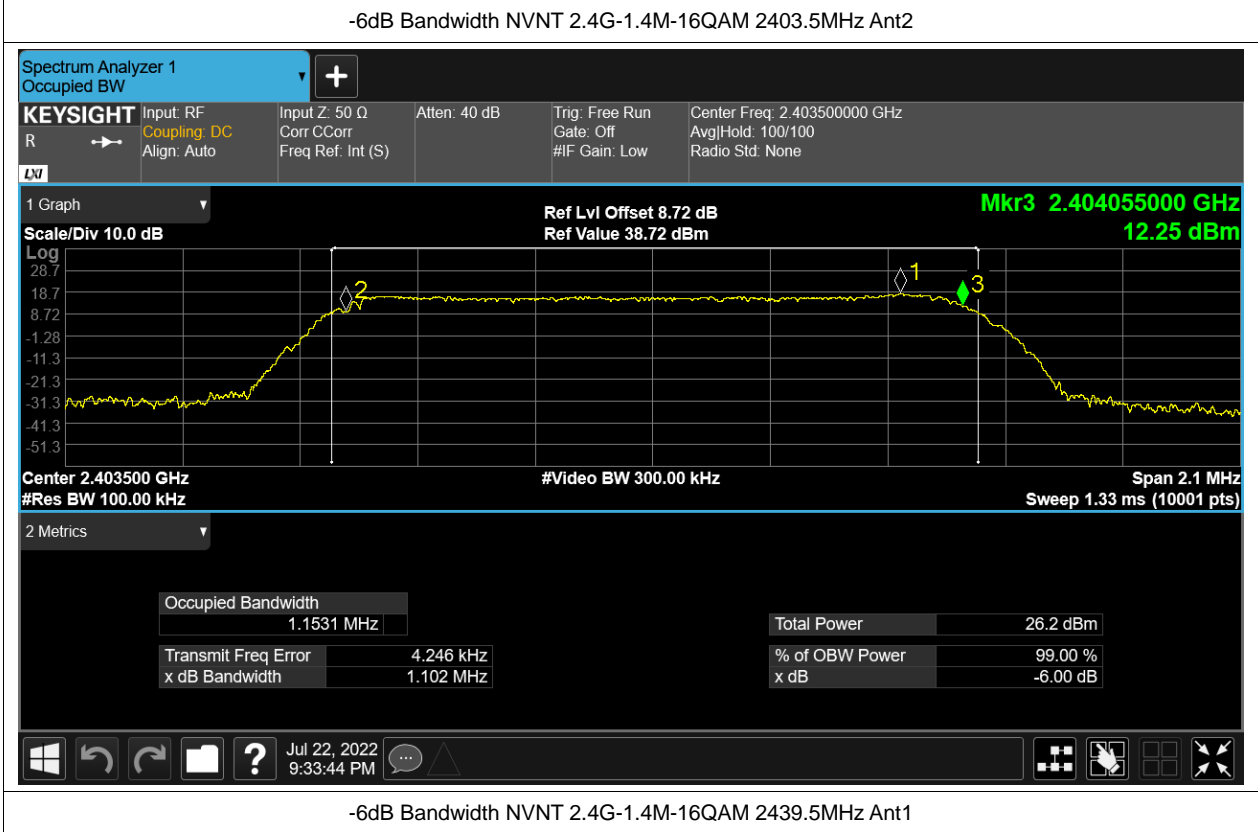 -6dB Bandwidth NVNT 2.4G-1.4M-16QAM 2403.5MHz Ant2
Spectrum Analyzer 1
Occupied BW
KEYSIGHT
R
LXI
Input: RF
Coupling: DC
Align: Auto
Input Z: 50 Ω
Corr CCorr
Freq Ref: Int (S)
Atten: 40 dB
Trig: Free Run
Gate: Off
#IF Gain: Low
Center Freq: 2.403500000 GHz
Avg|Hold: 100/100
Radio Std: None
1 Graph
Scale/Div 10.0 dB
Ref Lvl Offset 8.72 dB
Ref Value 38.72 dBm
Mkr3 2.404055000 GHz
12.25 dBm
Log
28.7
18.7
8.72
-1.28
-11.3
-21.3
-31.3
-41.3
-51.3
2
1
3
Center 2.403500 GHz
#Video BW 300.00 kHz
Span 2.1 MHz
#Res BW 100.00 kHz
Sweep 1.33 ms (10001 pts)
2 Metrics
Occupied Bandwidth
1.1531 MHz
Total Power 26.2 dBm
Transmit Freq Error 4.246 kHz
% of OBW Power 99.00 %
x dB Bandwidth 1.102 MHz
x dB -6.00 dB
?
Jul 22, 2022
9:33:44 PM
-6dB Bandwidth NVNT 2.4G-1.4M-16QAM 2439.5MHz Ant1